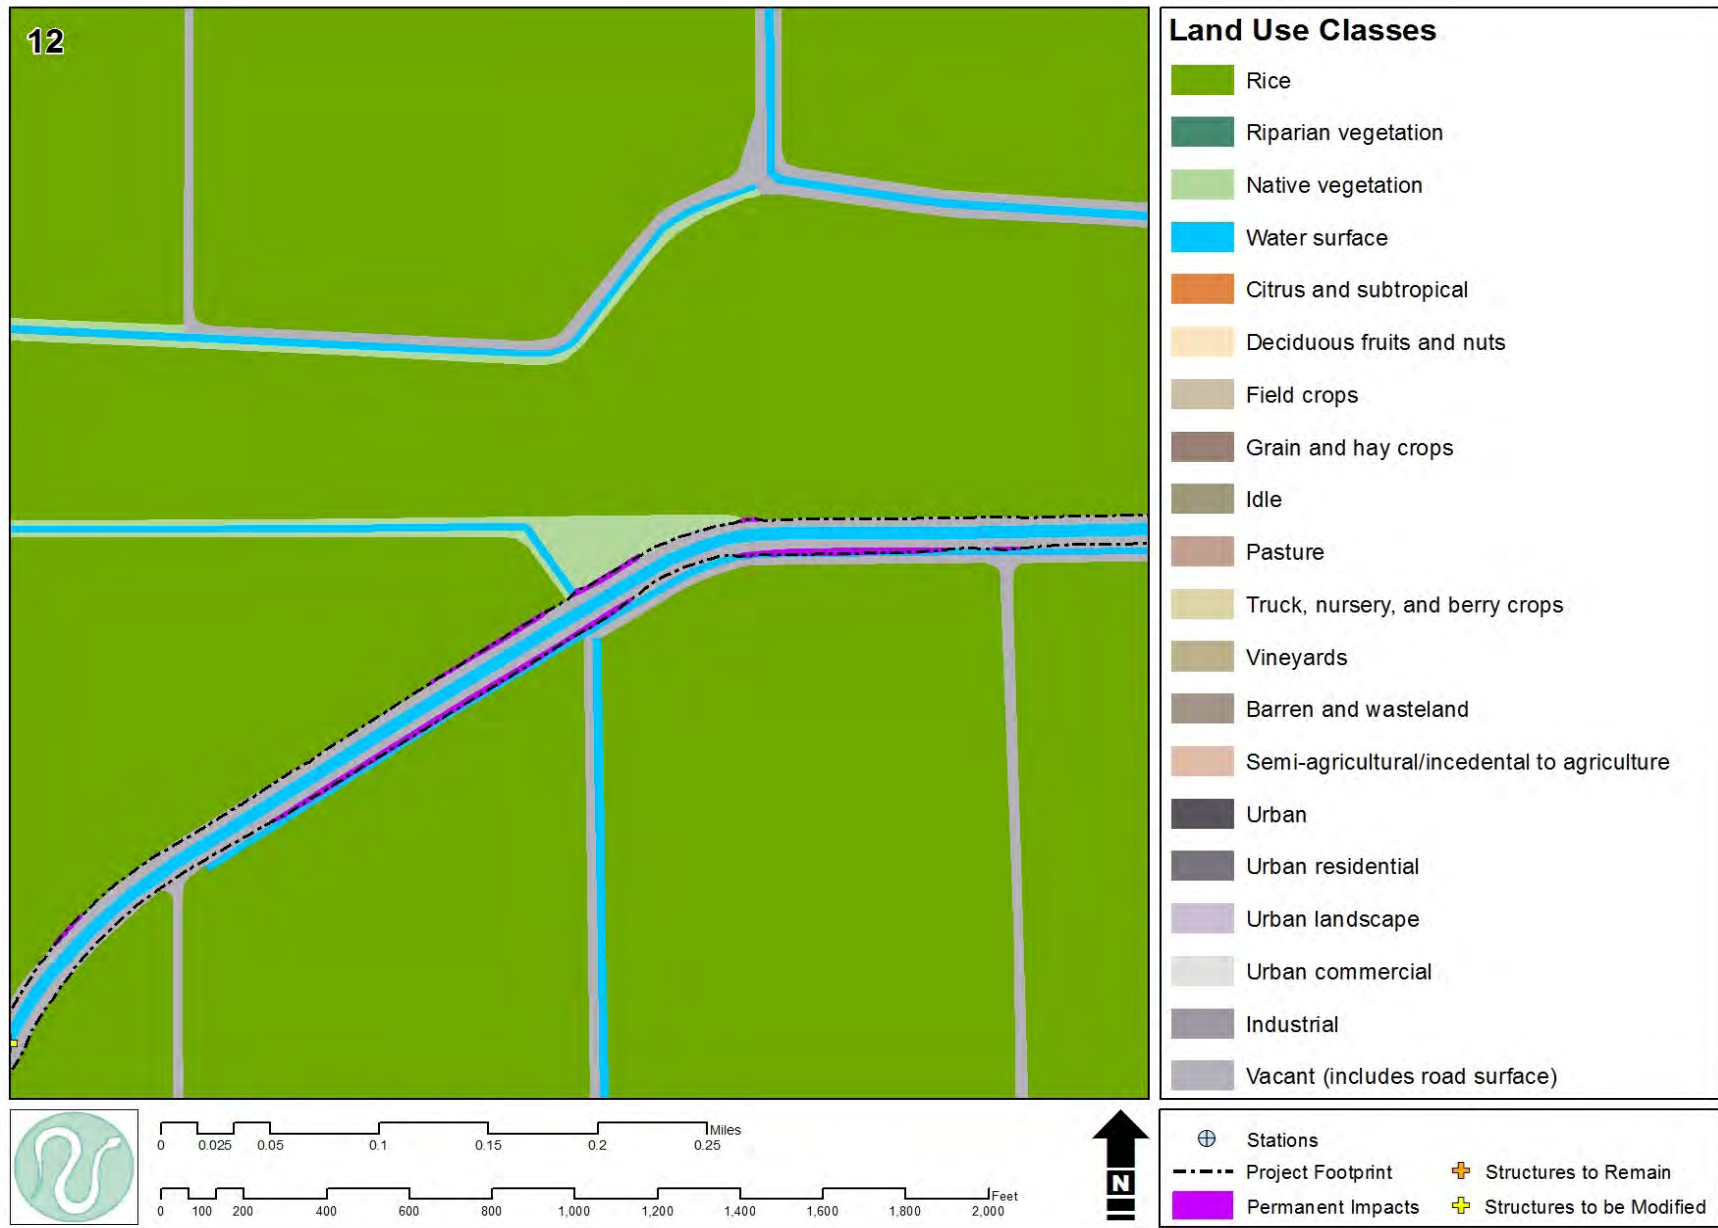 12
Land Use Classes
Rice
Riparian vegetation
Native vegetation
Water surface
Citrus and subtropical
Deciduous fruits and nuts
Field crops
Grain and hay crops
Idle
Pasture
Truck, nursery, and berry crops
Vineyards
Barren and wasteland
Semi-agricultural/incedental to agriculture
Urban
Urban residential
Urban landscape
Urban commercial
Industrial
Vacant (includes road surface)
Miles
0 0.025 0.05 0.1 0.15 0.2 0.25
Feet
0 100 200 400 600 800 1,000 1,200 1,400 1,600 1,800 2,000
N
Stations
Project Footprint
Structures to Remain
Permanent Impacts
Structures to be Modified